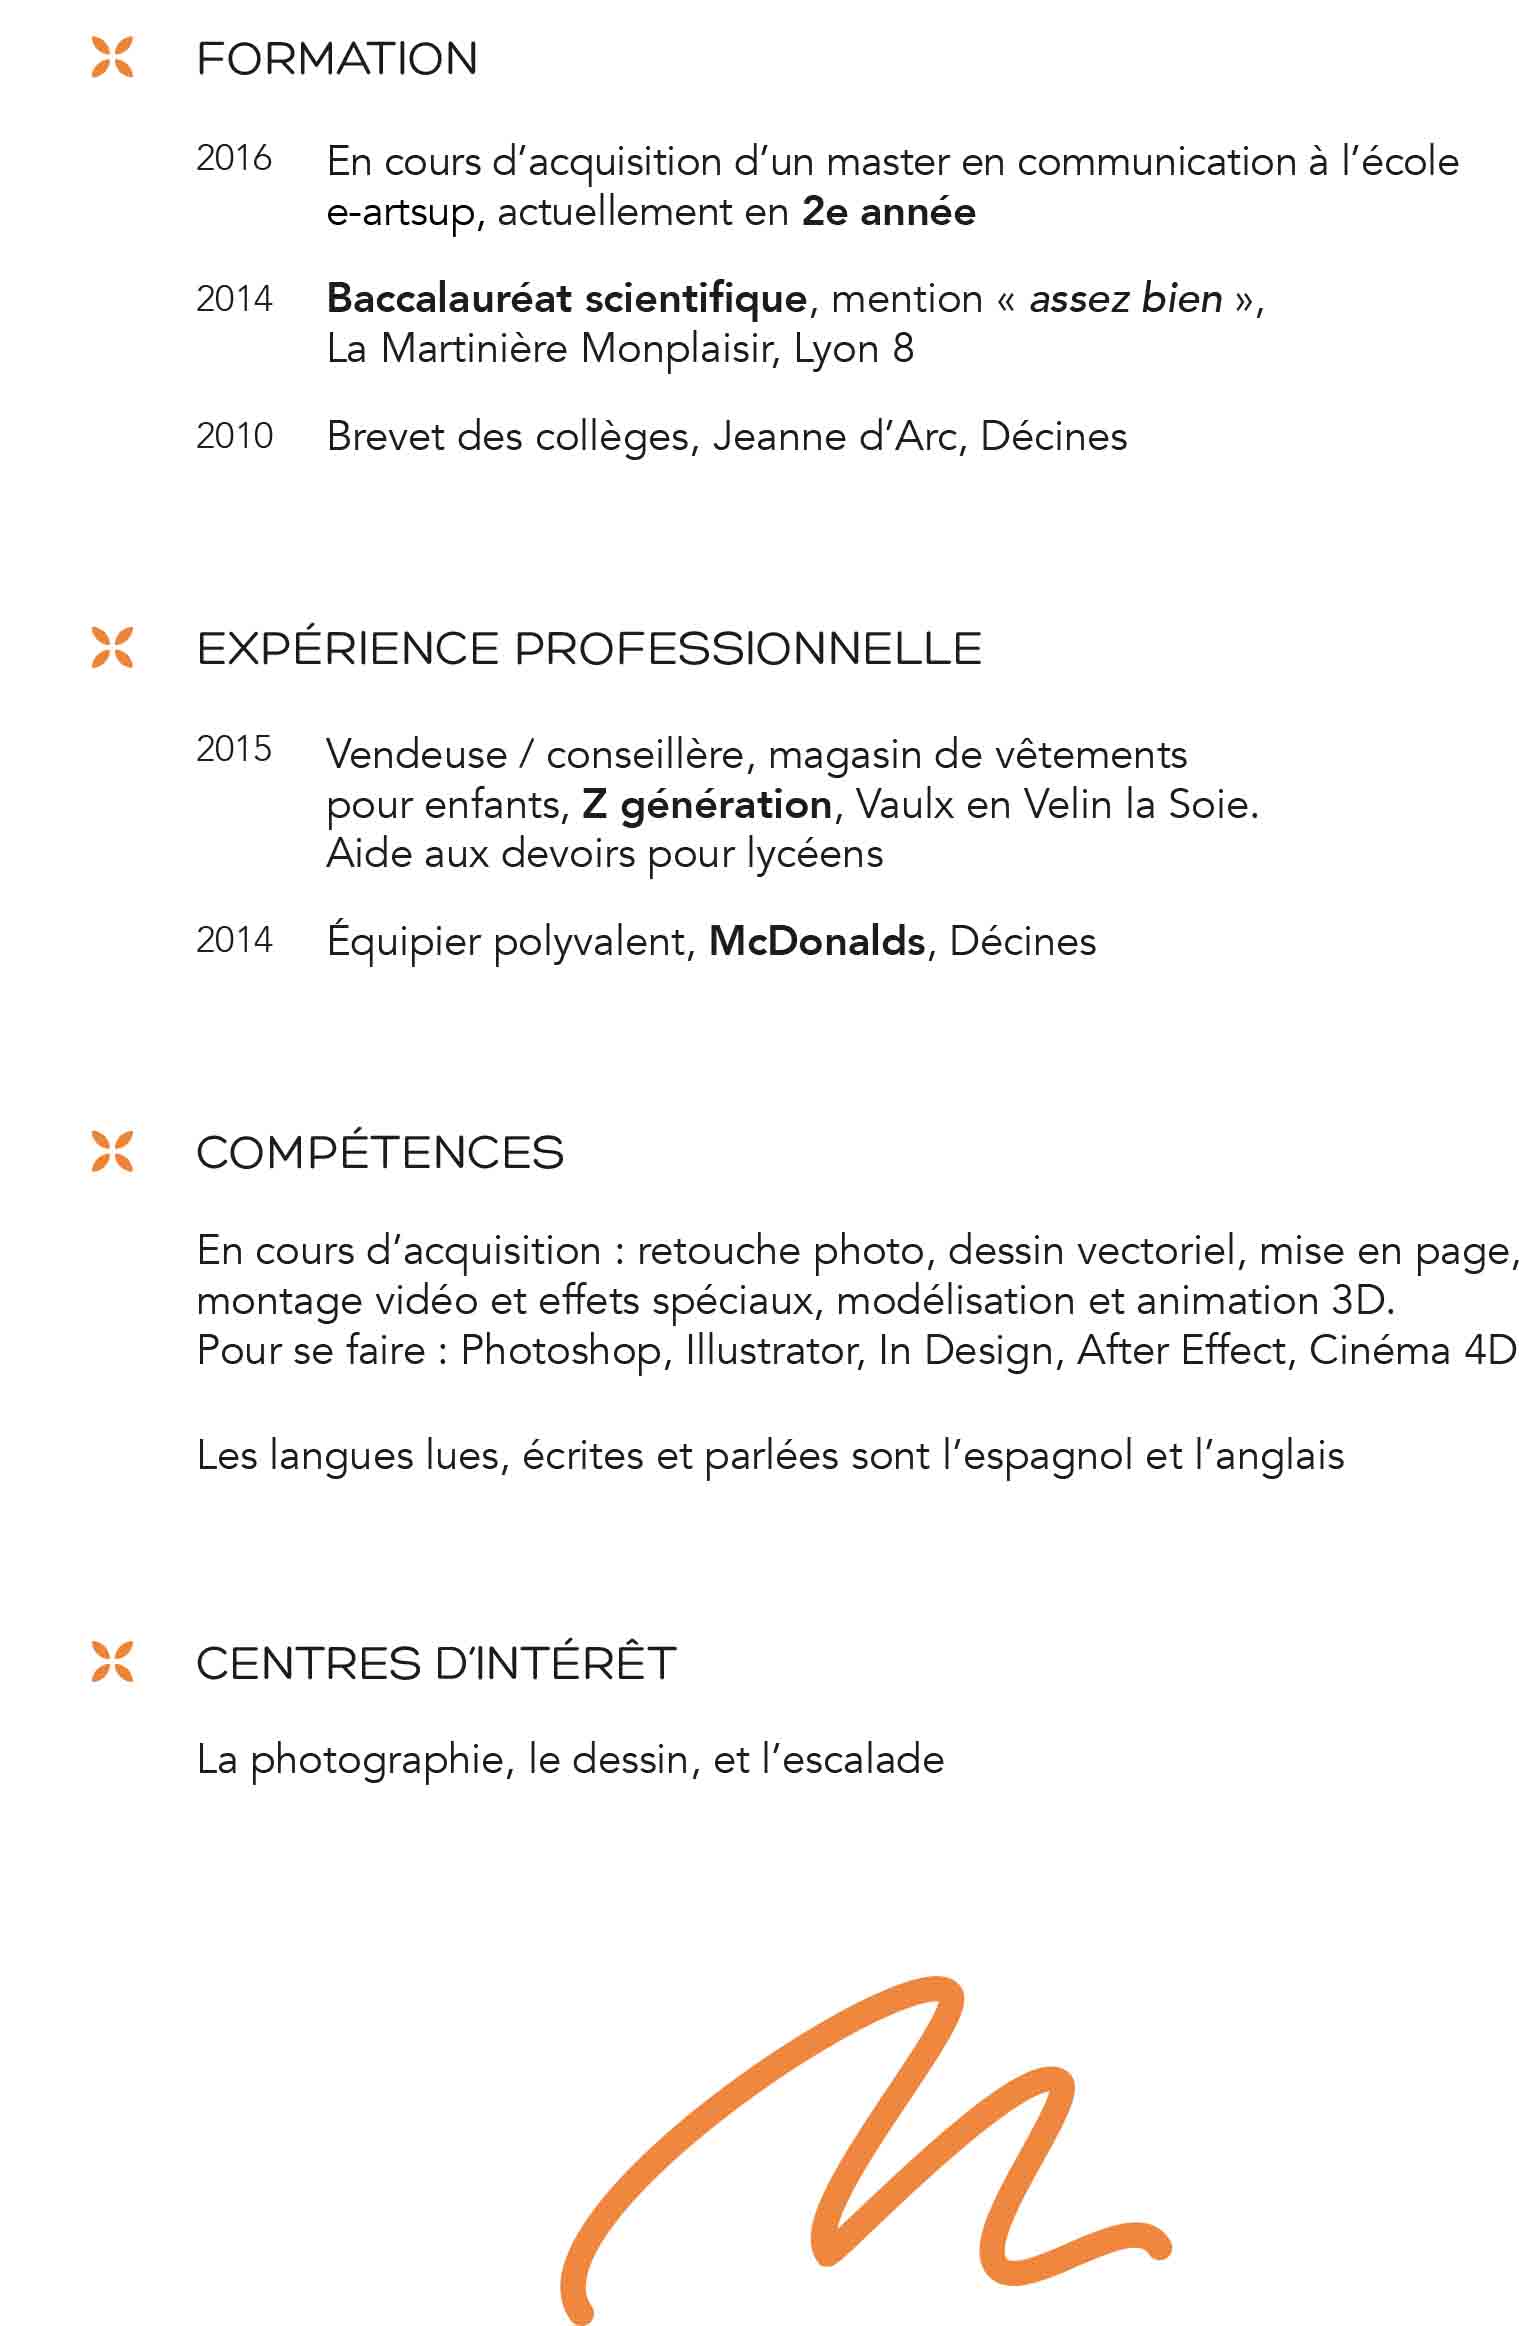 FORMATION
2016 En cours d’acquisition d’un master en communication à l’école
e-artsup, actuellement en 2e année
2014 Baccalauréat scientifique, mention « assez bien »,
La Martinière Monplaisir, Lyon 8
2010 Brevet des collèges, Jeanne d’Arc, Décines
EXPÉRIENCE PROFESSIONNELLE
2015 Vendeuse / conseillère, magasin de vêtements
pour enfants, Z génération, Vaulx en Velin la Soie.
Aide aux devoirs pour lycéens
2014 Équipier polyvalent, McDonalds, Décines
COMPÉTENCES
En cours d’acquisition : retouche photo, dessin vectoriel, mise en page,
montage vidéo et effets spéciaux, modélisation et animation 3D.
Pour se faire : Photoshop, Illustrator, In Design, After Effect, Cinéma 4D
Les langues lues, écrites et parlées sont l’espagnol et l’anglais
CENTRES D’INTÉRÊT
La photographie, le dessin, et l’escalade